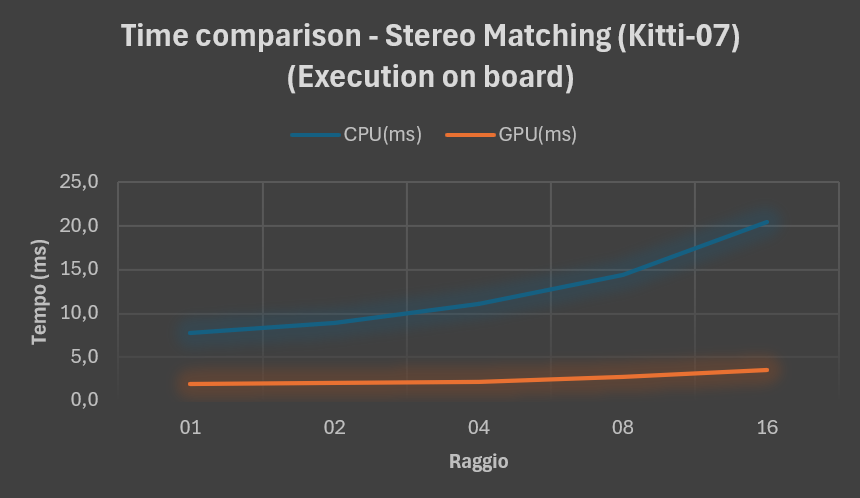 Time comparison - Stereo Matching (Kitti-07)
(Execution on board)
CPU(ms) GPU(ms)
Tempo (ms)
25,0
20,0
15,0
10,0
5,0
0,0
01 02 04 08 16
Raggio